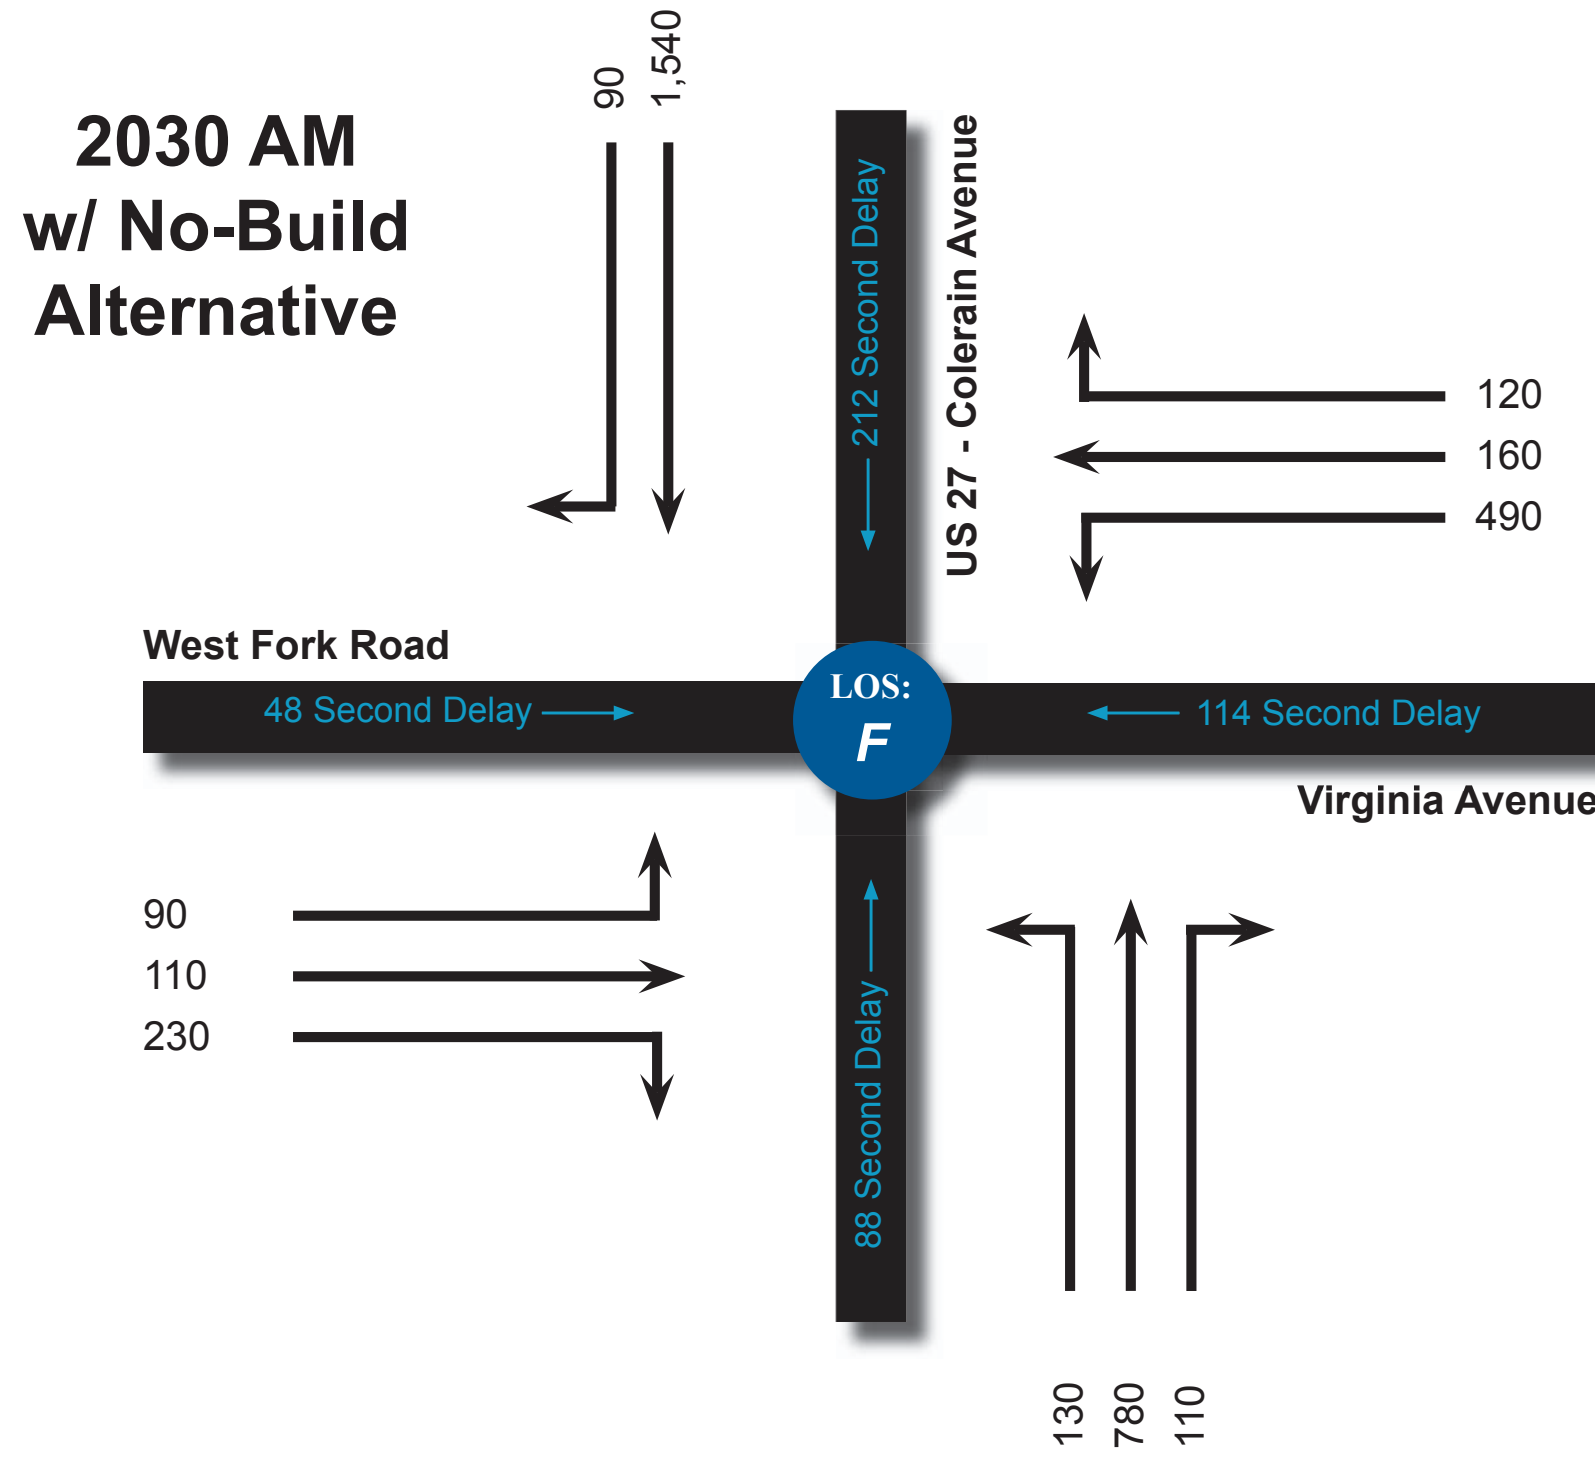 2030 AM
w/ No-Build
Alternative
90
1,540
212 Second Delay
US 27 - Colerain Avenue
120
160
490
West Fork Road
48 Second Delay
LOS:
F
114 Second Delay
Virginia Avenue
90
110
230
88 Second Delay
130
780
110